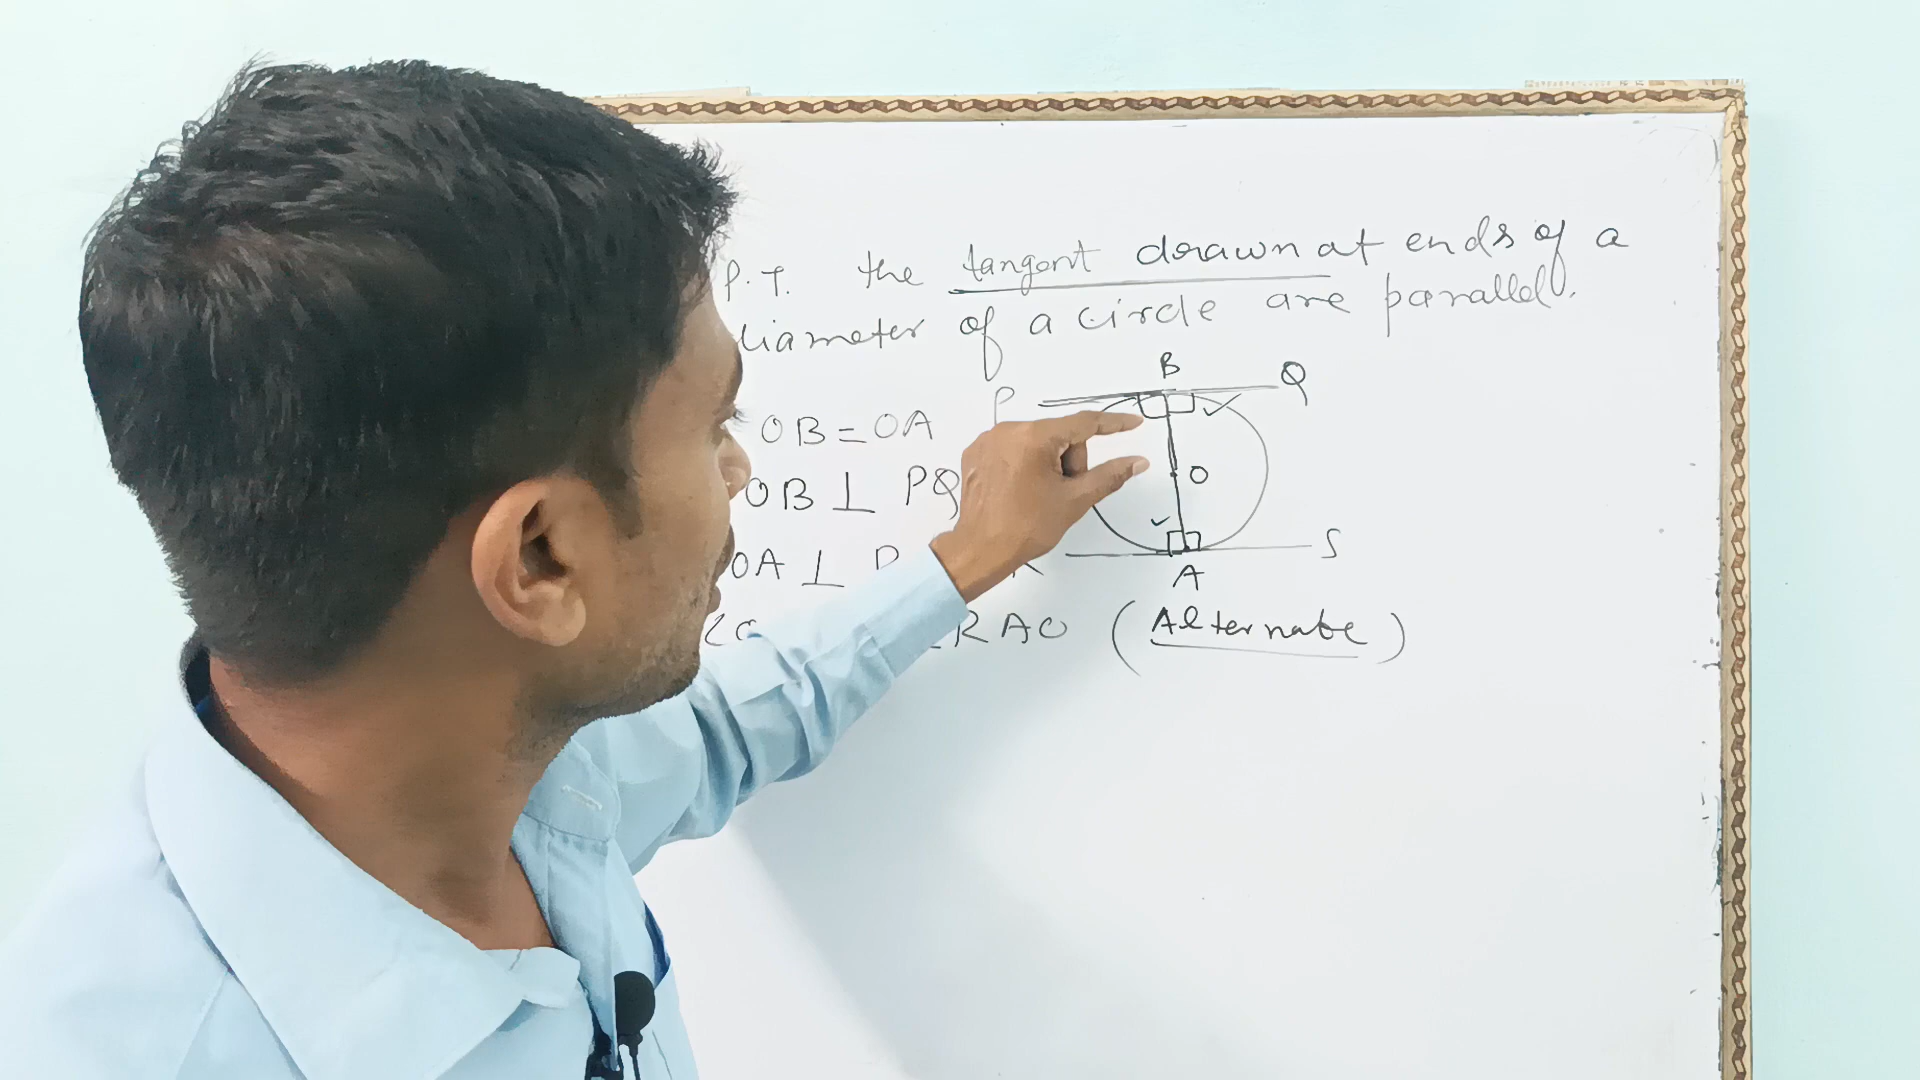 P.T. the tangent drawn at ends of a
diameter of a circle are parallel.
B
P Q
OB = OA
O
OB ⊥ PQ
S
OA ⊥
A
RAO (Alternate)